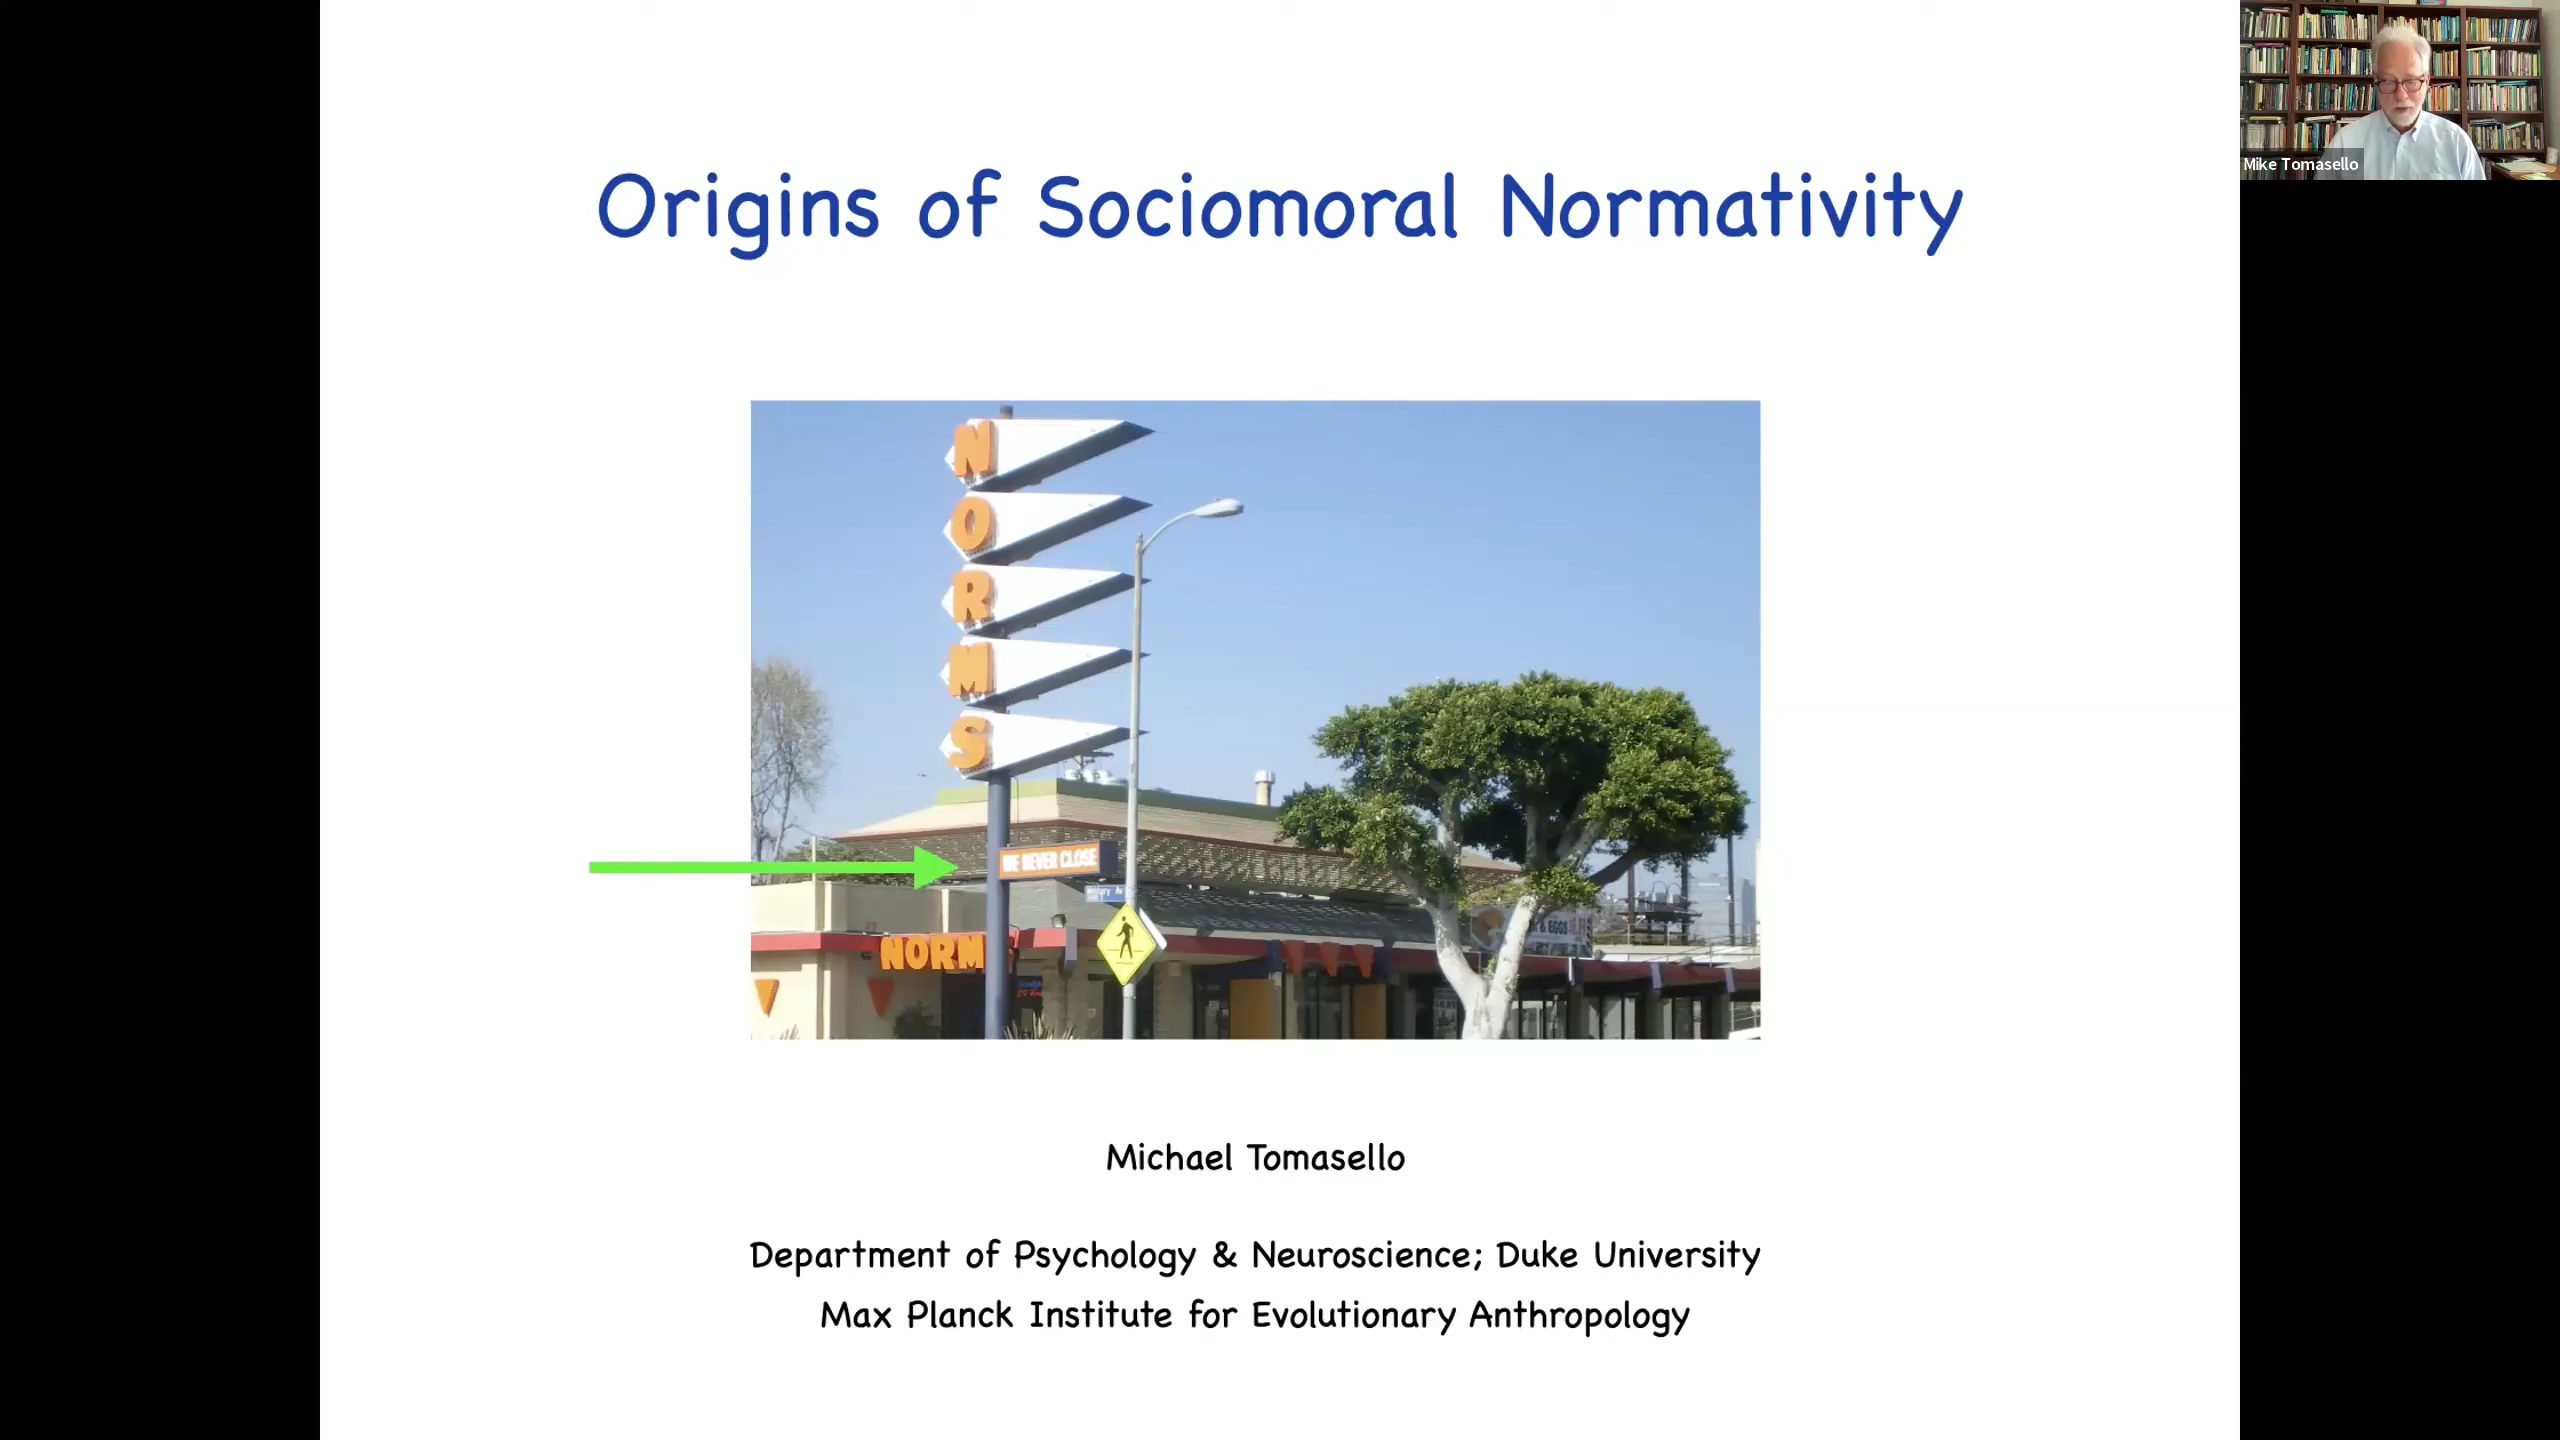 Mike Tomasello
Origins of Sociomoral Normativity
N
O
R
M
S
WE NEVER CLOSE
NORM
& EGGS
Michael Tomasello
Department of Psychology & Neuroscience; Duke University
Max Planck Institute for Evolutionary Anthropology